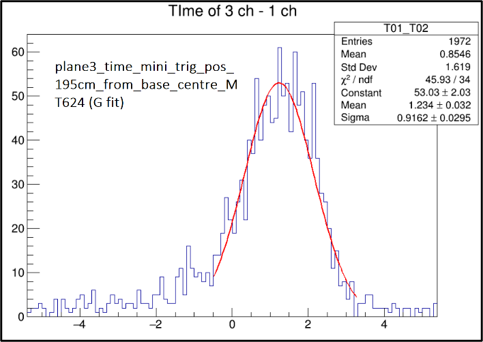 TIme of 3 ch - 1 ch
T01_T02
Entries 1972
Mean 0.8546
Std Dev 1.619
χ² / ndf 45.93 / 34
Constant 53.03 ± 2.03
Mean 1.234 ± 0.032
Sigma 0.9162 ± 0.0295
plane3_time_mini_trig_pos_
195cm_from_base_centre_M
T624 (G fit)
60
50
40
30
20
10
0
−4 −2 0 2 4